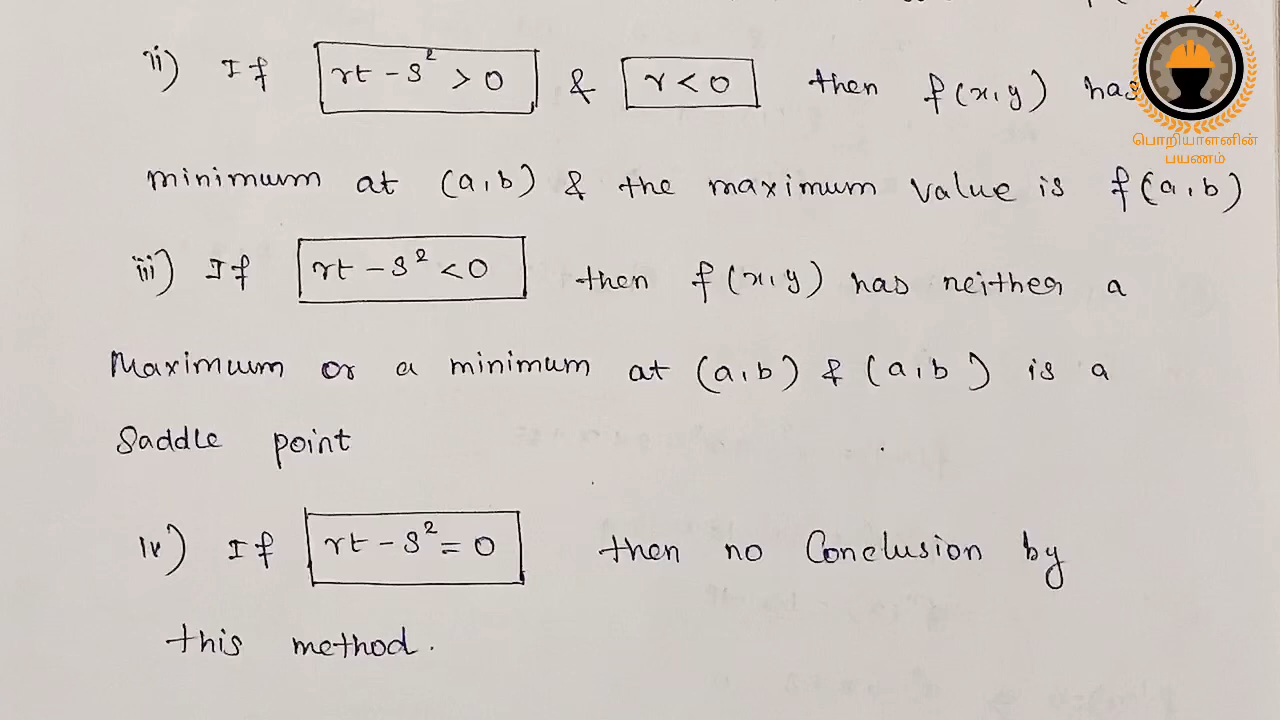 ii) If rt - s² > 0 & r < 0 then f(x,y) has
பொறியாளனின்
பயணம்
minimum at (a,b) & the maximum value is f(a,b)
iii) If rt - s² < 0 then f(x,y) has neither a
Maximum or a minimum at (a,b) & (a,b) is a
Saddle point
iv) If rt - s² = 0 then no Conclusion by
this method.